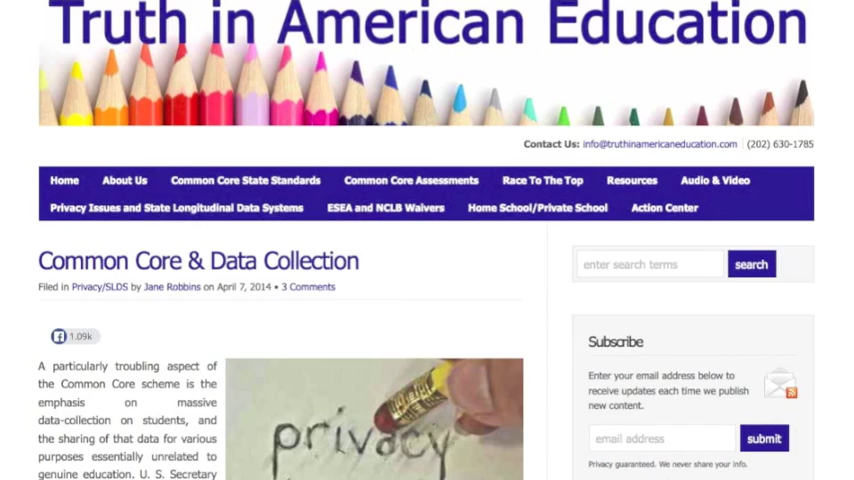 Truth in American Education
Contact Us: info@truthinamericaneducation.com (202) 630-1785
Home About Us Common Core State Standards Common Core Assessments Race To The Top Resources Audio & Video
Privacy Issues and State Longitudinal Data Systems ESEA and NCLB Waivers Home School/Private School Action Center
Common Core & Data Collection
Filed in Privacy/SLDS by Jane Robbins on April 7, 2014 • 3 Comments
1.09k
A particularly troubling aspect of
the Common Core scheme is the
emphasis on massive
data-collection on students, and
the sharing of that data for various
purposes essentially unrelated to
genuine education. U. S. Secretary
privacy
enter search terms search
Subscribe
Enter your email address below to
receive updates each time we publish
new content.
email address submit
Privacy guaranteed. We never share your info.